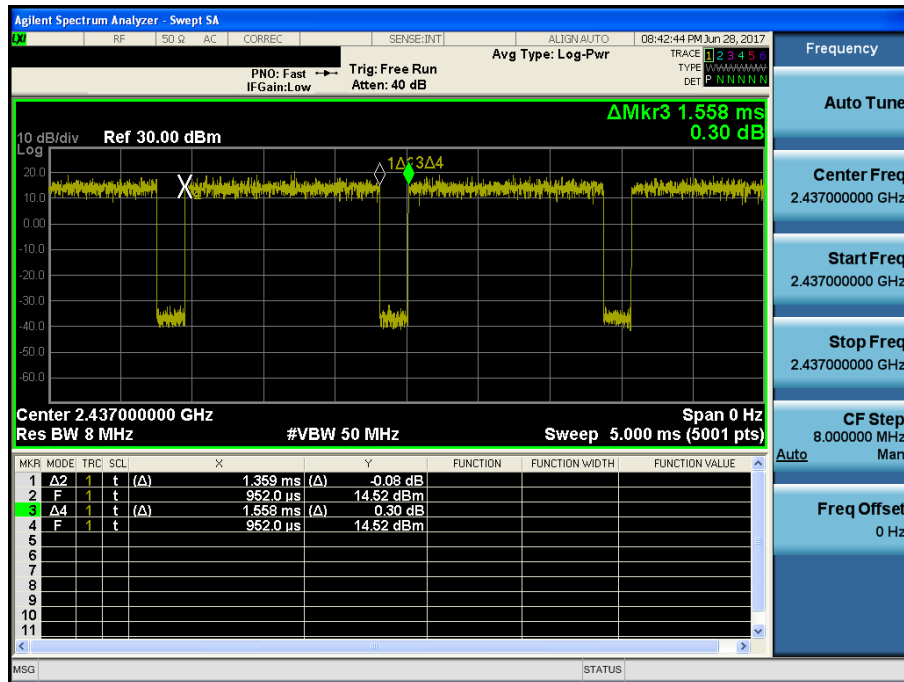 Agilent Spectrum Analyzer - Swept SA
LXI RF 50 Ω AC CORREC SENSE:INT ALIGN AUTO 08:42:44 PM Jun 28, 2017
PNO: Fast Trig: Free Run Avg Type: Log-Pwr TRACE 1 2 3 4 5 6
IFGain:Low Atten: 40 dB TYPE WWWWWW
DET P N N N N N
Frequency
ΔMkr3 1.558 ms
0.30 dB
10 dB/div Ref 30.00 dBm
Log
20.0
10.0
0.00
-10.0
-20.0
-30.0
-40.0
-50.0
-60.0
3Δ4
Center 2.437000000 GHz Span 0 Hz
Res BW 8 MHz #VBW 50 MHz Sweep 5.000 ms (5001 pts)
MKR MODE TRC SCL X Y FUNCTION FUNCTION WIDTH FUNCTION VALUE
1 Δ2 1 t (Δ) 1.359 ms (Δ) -0.08 dB
2 F 1 t 952.0 µs 14.52 dBm
3 Δ4 1 t (Δ) 1.558 ms (Δ) 0.30 dB
4 F 1 t 952.0 µs 14.52 dBm
5
6
7
8
9
10
11
MSG STATUS
Auto Tune
Center Freq
2.437000000 GHz
Start Freq
2.437000000 GHz
Stop Freq
2.437000000 GHz
CF Step
8.000000 MHz
Auto Man
Freq Offset
0 Hz